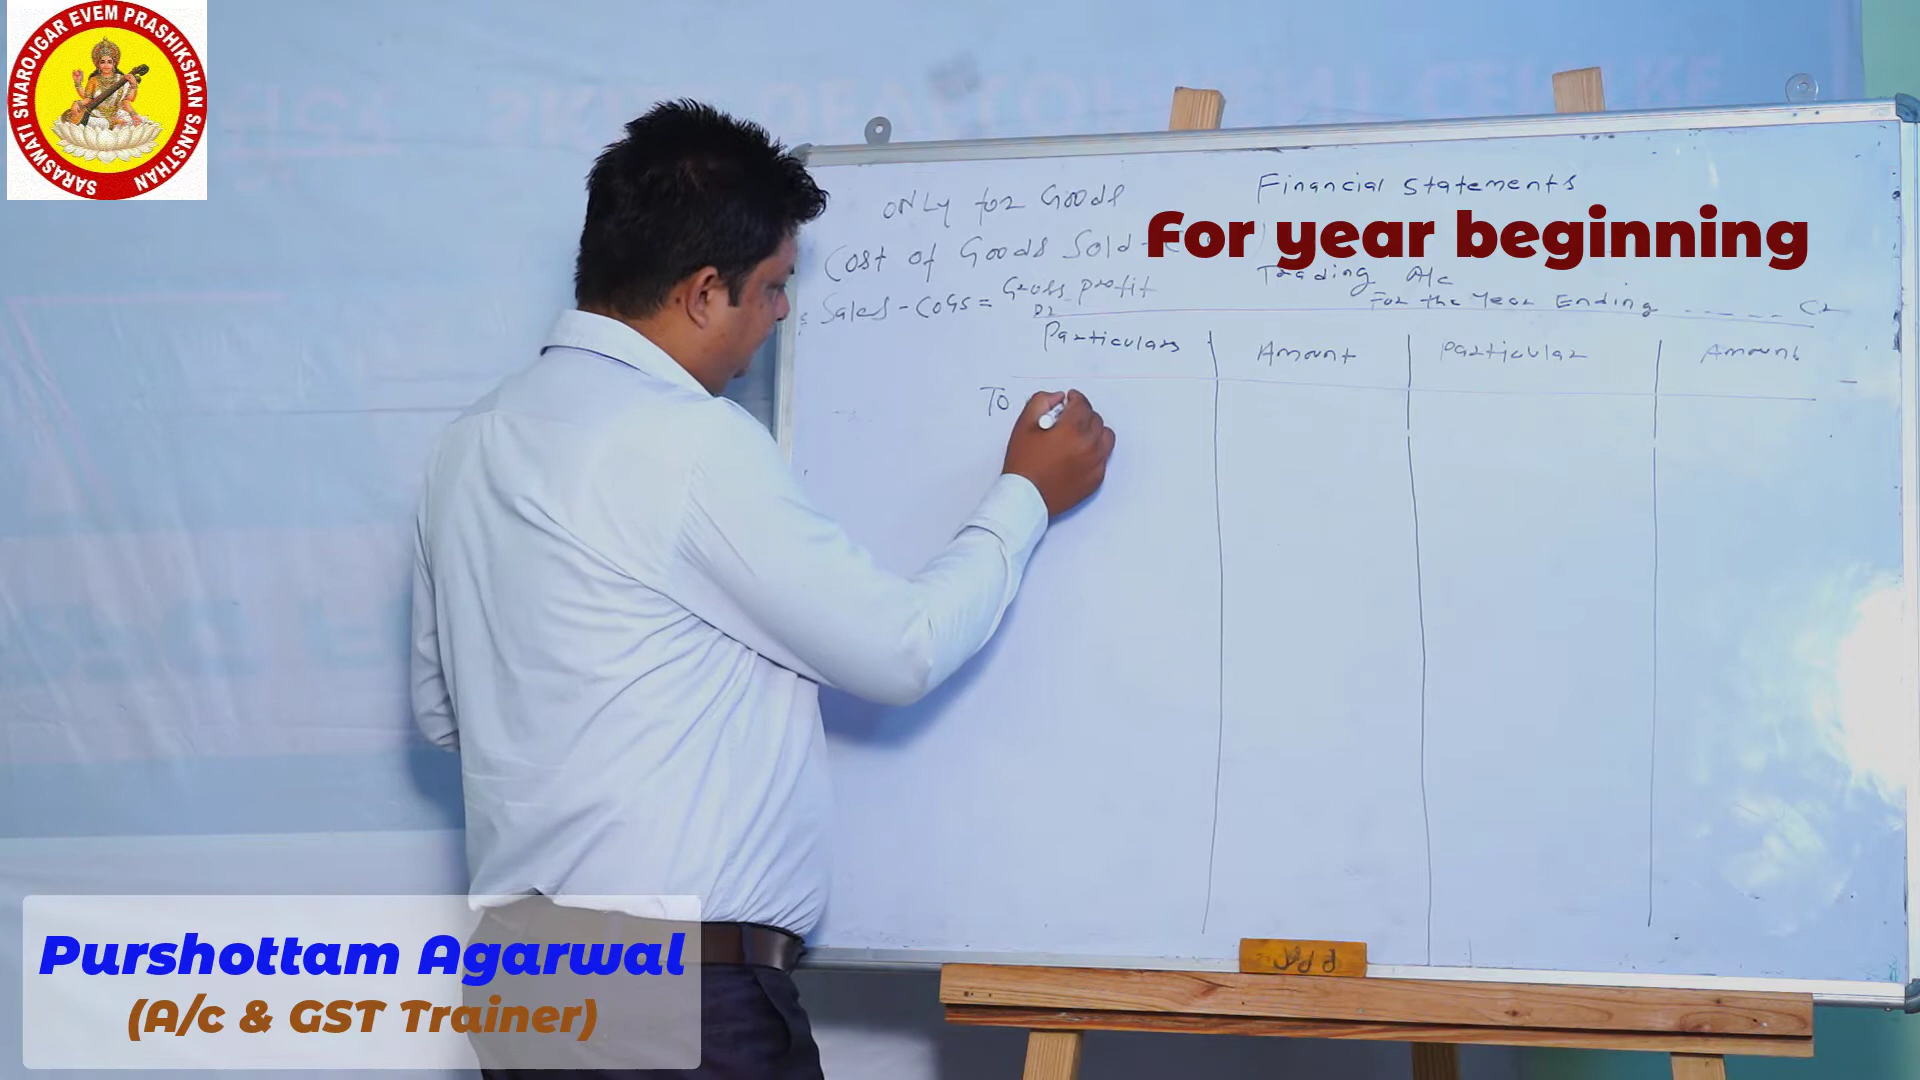 SARASWATI SWAROJGAR EVEM PRASHIKSHAN SANSTHAN
ONLY for Goods
Financial Statements
For year beginning
Cost of Goods Sold
Trading A/c
Sales - COGS = Gross profit
For the Year Ending _ _ _ _ _
Dr
Cr
Particulars Amount Particular Amount
To
Purshottam Agarwal
(A/c & GST Trainer)